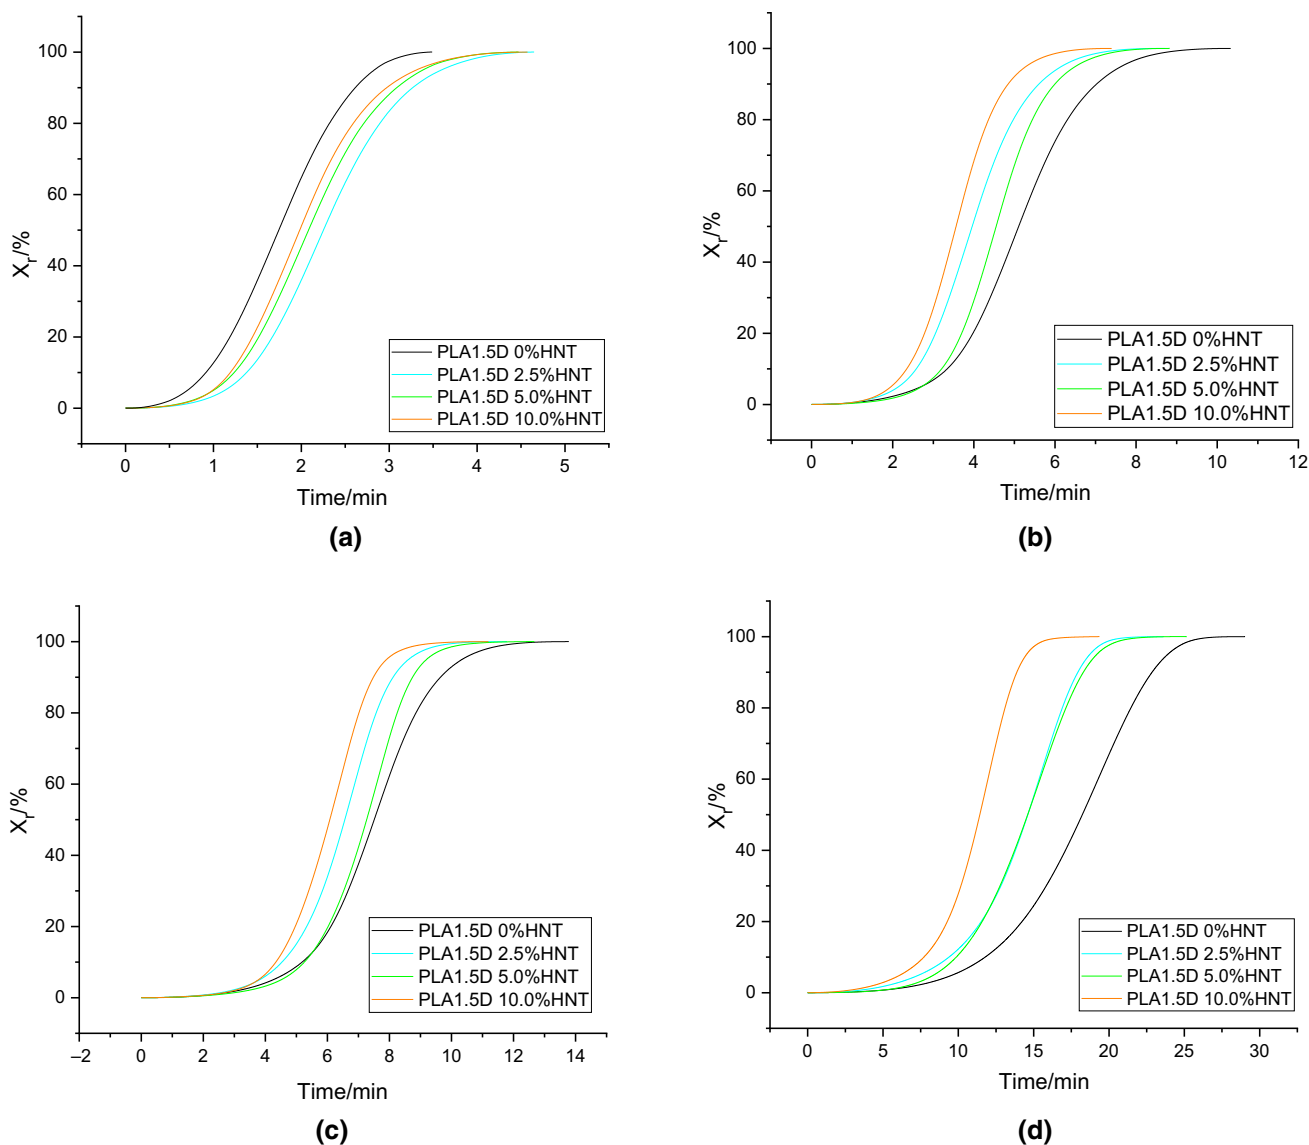 100
80
60
40
20
0
X_r/%
PLA1.5D 0%HNT
PLA1.5D 2.5%HNT
PLA1.5D 5.0%HNT
PLA1.5D 10.0%HNT
0 1 2 3 4 5
Time/min
(a)
100
80
60
40
20
0
X_r/%
PLA1.5D 0%HNT
PLA1.5D 2.5%HNT
PLA1.5D 5.0%HNT
PLA1.5D 10.0%HNT
0 2 4 6 8 10 12
Time/min
(b)
100
80
60
40
20
0
X_r/%
PLA1.5D 0%HNT
PLA1.5D 2.5%HNT
PLA1.5D 5.0%HNT
PLA1.5D 10.0%HNT
–2 0 2 4 6 8 10 12 14
Time/min
(c)
100
80
60
40
20
0
X_r/%
PLA1.5D 0%HNT
PLA1.5D 2.5%HNT
PLA1.5D 5.0%HNT
PLA1.5D 10.0%HNT
0 5 10 15 20 25 30
Time/min
(d)